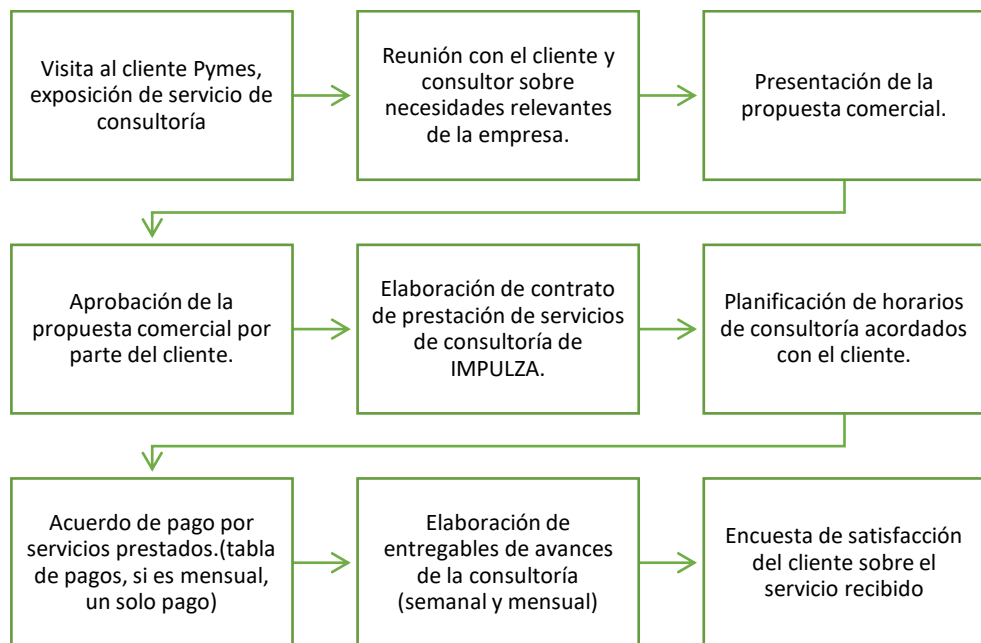 Visita al cliente Pymes,
exposición de servicio de
consultoría
Reunión con el cliente y
consultor sobre
necesidades relevantes
de la empresa.
Presentación de la
propuesta comercial.
Aprobación de la
propuesta comercial por
parte del cliente.
Elaboración de contrato
de prestación de servicios
de consultoría de
IMPULZA.
Planificación de horarios
de consultoría acordados
con el cliente.
Acuerdo de pago por
servicios prestados.(tabla
de pagos, si es mensual,
un solo pago)
Elaboración de
entregables de avances
de la consultoría
(semanal y mensual)
Encuesta de satisfacción
del cliente sobre el
servicio recibido